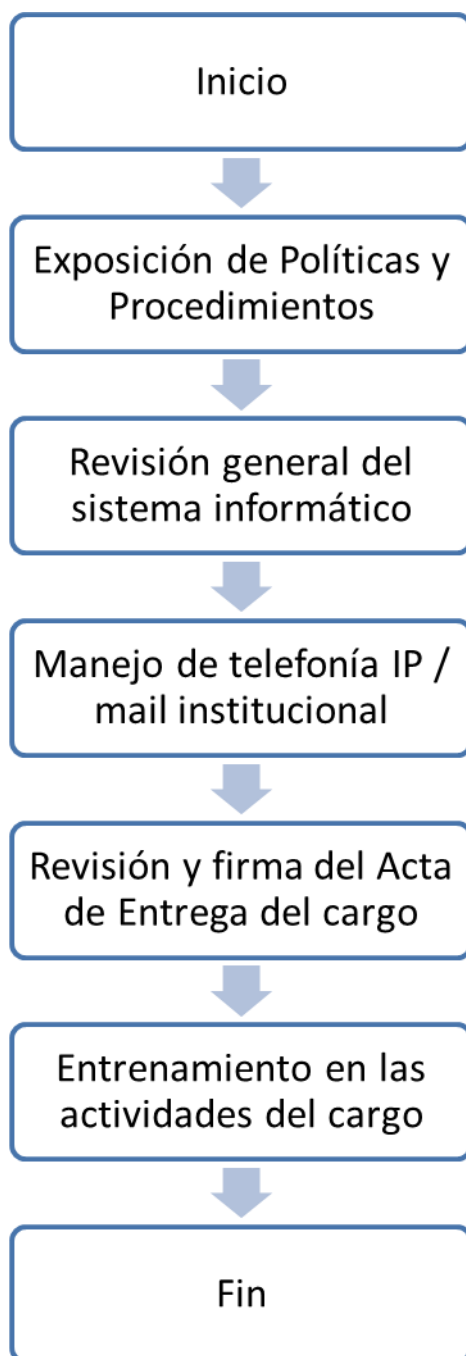 Inicio
Exposición de Políticas y
Procedimientos
Revisión general del
sistema informático
Manejo de telefonía IP /
mail institucional
Revisión y firma del Acta
de Entrega del cargo
Entrenamiento en las
actividades del cargo
Fin